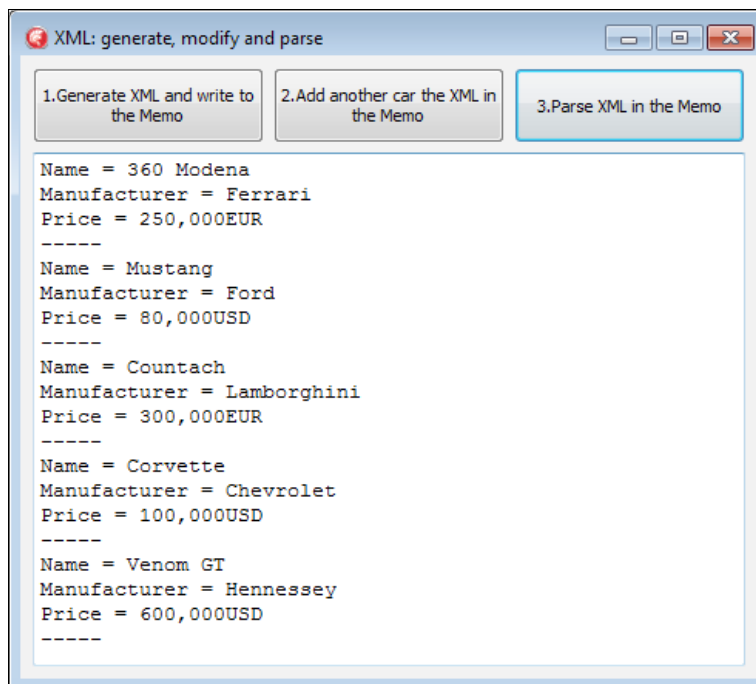 XML: generate, modify and parse
1.Generate XML and write to
the Memo
2.Add another car the XML in
the Memo
3.Parse XML in the Memo
Name = 360 Modena
Manufacturer = Ferrari
Price = 250,000EUR
-----
Name = Mustang
Manufacturer = Ford
Price = 80,000USD
-----
Name = Countach
Manufacturer = Lamborghini
Price = 300,000EUR
-----
Name = Corvette
Manufacturer = Chevrolet
Price = 100,000USD
-----
Name = Venom GT
Manufacturer = Hennessey
Price = 600,000USD
-----